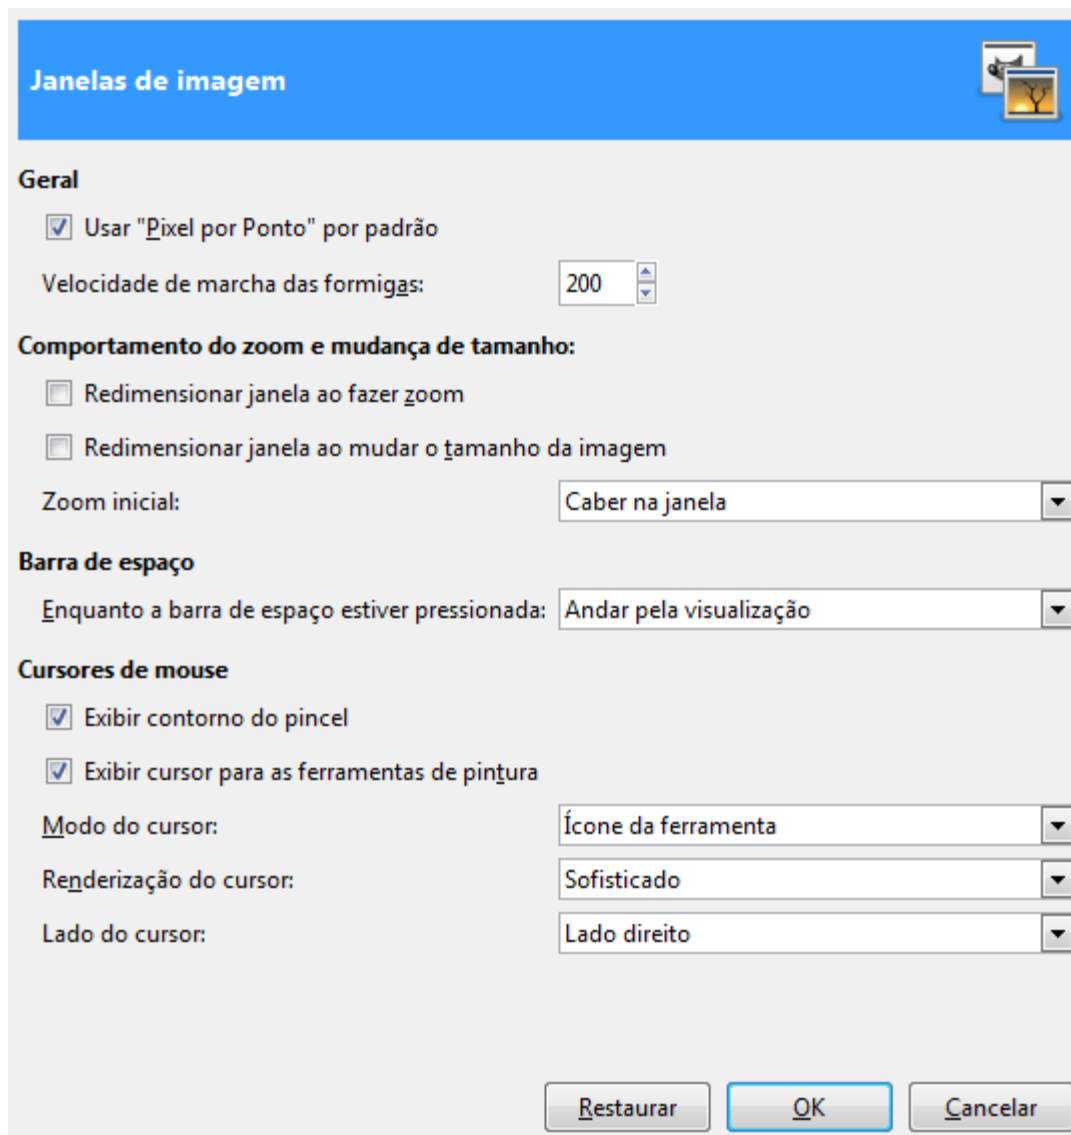 Janelas de imagem
Geral
Usar "Pixel por Ponto" por padrão
Velocidade de marcha das formigas: 200
Comportamento do zoom e mudança de tamanho:
Redimensionar janela ao fazer zoom
Redimensionar janela ao mudar o tamanho da imagem
Zoom inicial: Caber na janela
Barra de espaço
Enquanto a barra de espaço estiver pressionada: Andar pela visualização
Cursores de mouse
Exibir contorno do pincel
Exibir cursor para as ferramentas de pintura
Modo do cursor: Ícone da ferramenta
Renderização do cursor: Sofisticado
Lado do cursor: Lado direito
Restaurar OK Cancelar